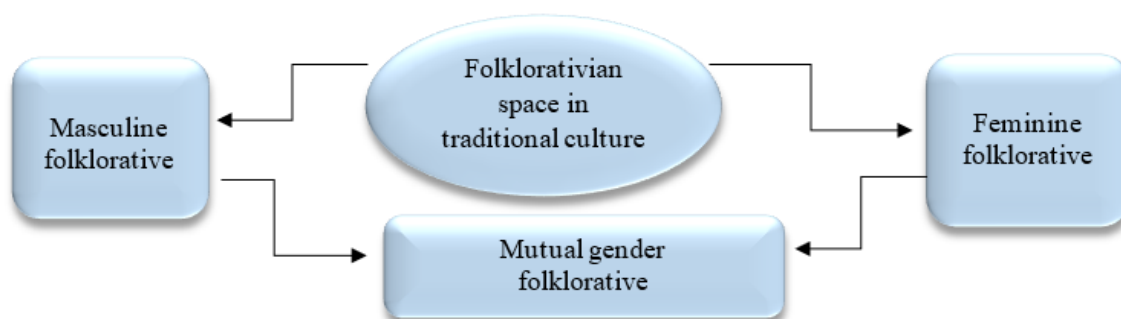 Folklorativian
space in
traditional culture
Masculine
folklorative
Feminine
folklorative
Mutual gender
folklorative